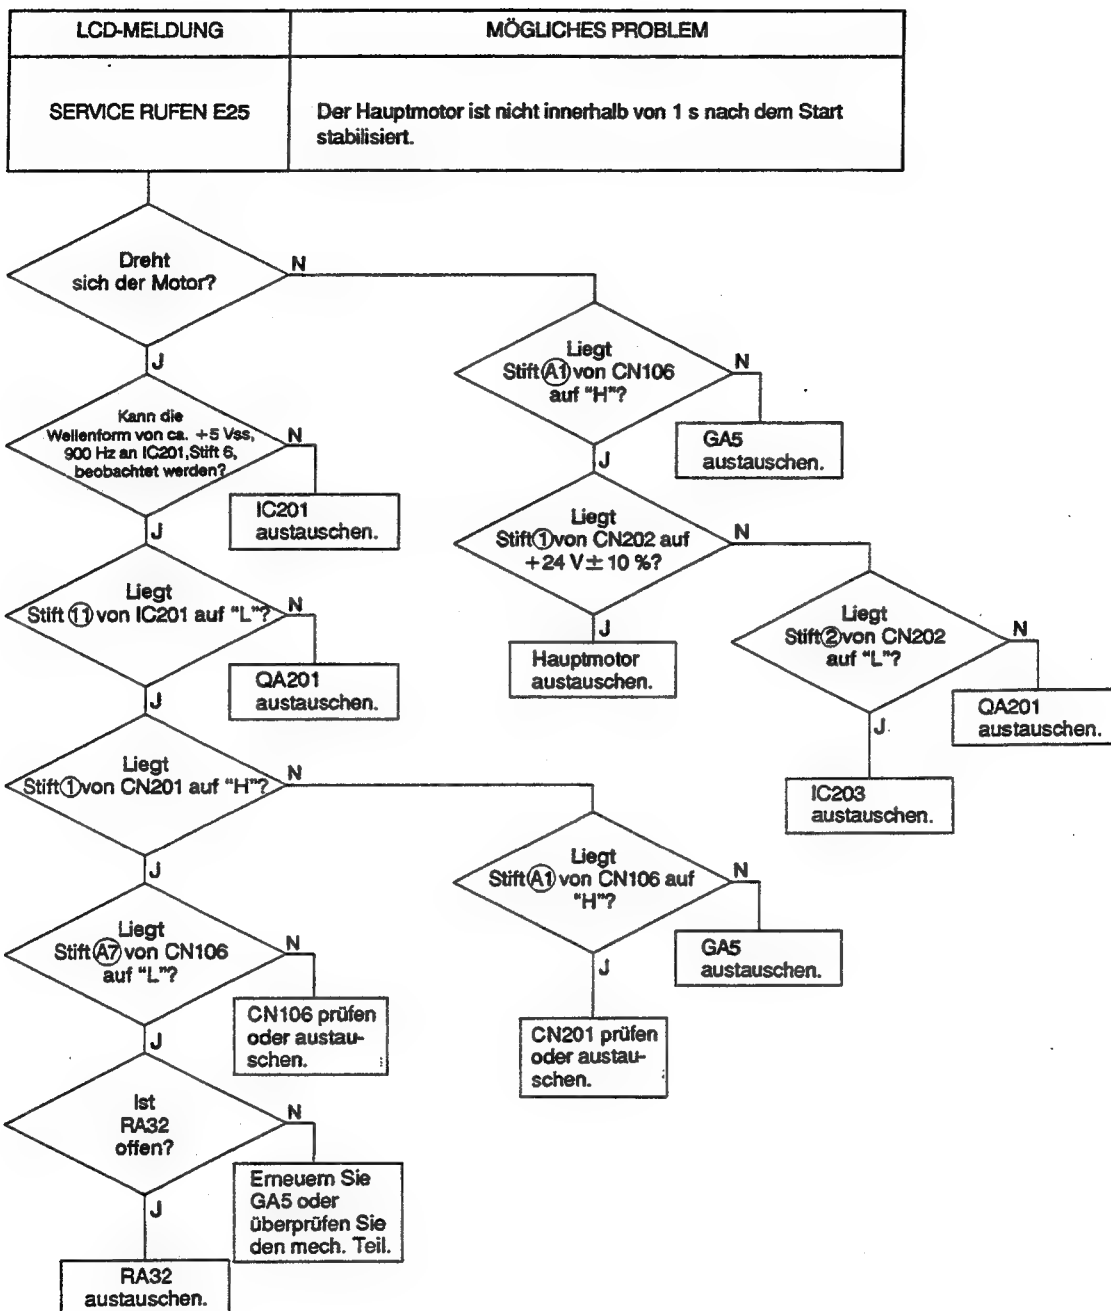 LCD-MELDUNG
MÖGLICHES PROBLEM
SERVICE RUFEN E25
Der Hauptmotor ist nicht innerhalb von 1 s nach dem Start
stabilisiert.
Dreht
sich der Motor?
N
J
Liegt
Stift A1 von CN106
auf “H”?
N
GA5
austauschen.
J
Kann die
Wellenform von ca. +5 Vss,
900 Hz an IC201,Stift 6,
beobachtet werden?
N
IC201
austauschen.
J
Liegt
Stift 1 von CN202 auf
+24 V± 10 %?
N
J
Hauptmotor
austauschen.
Liegt
Stift 2 von CN202
auf “L”?
N
QA201
austauschen.
J
IC203
austauschen.
Liegt
Stift 11 von IC201 auf “L”?
N
QA201
austauschen.
J
Liegt
Stift 1 von CN201 auf “H”?
N
J
Liegt
Stift A1 von CN106 auf
“H”?
N
GA5
austauschen.
J
CN201 prüfen
oder austau-
schen.
Liegt
Stift A7 von CN106
auf “L”?
N
CN106 prüfen
oder austau-
schen.
J
Ist
RA32
offen?
N
Erneuern Sie
GA5 oder
überprüfen Sie
den mech. Teil.
J
RA32
austauschen.